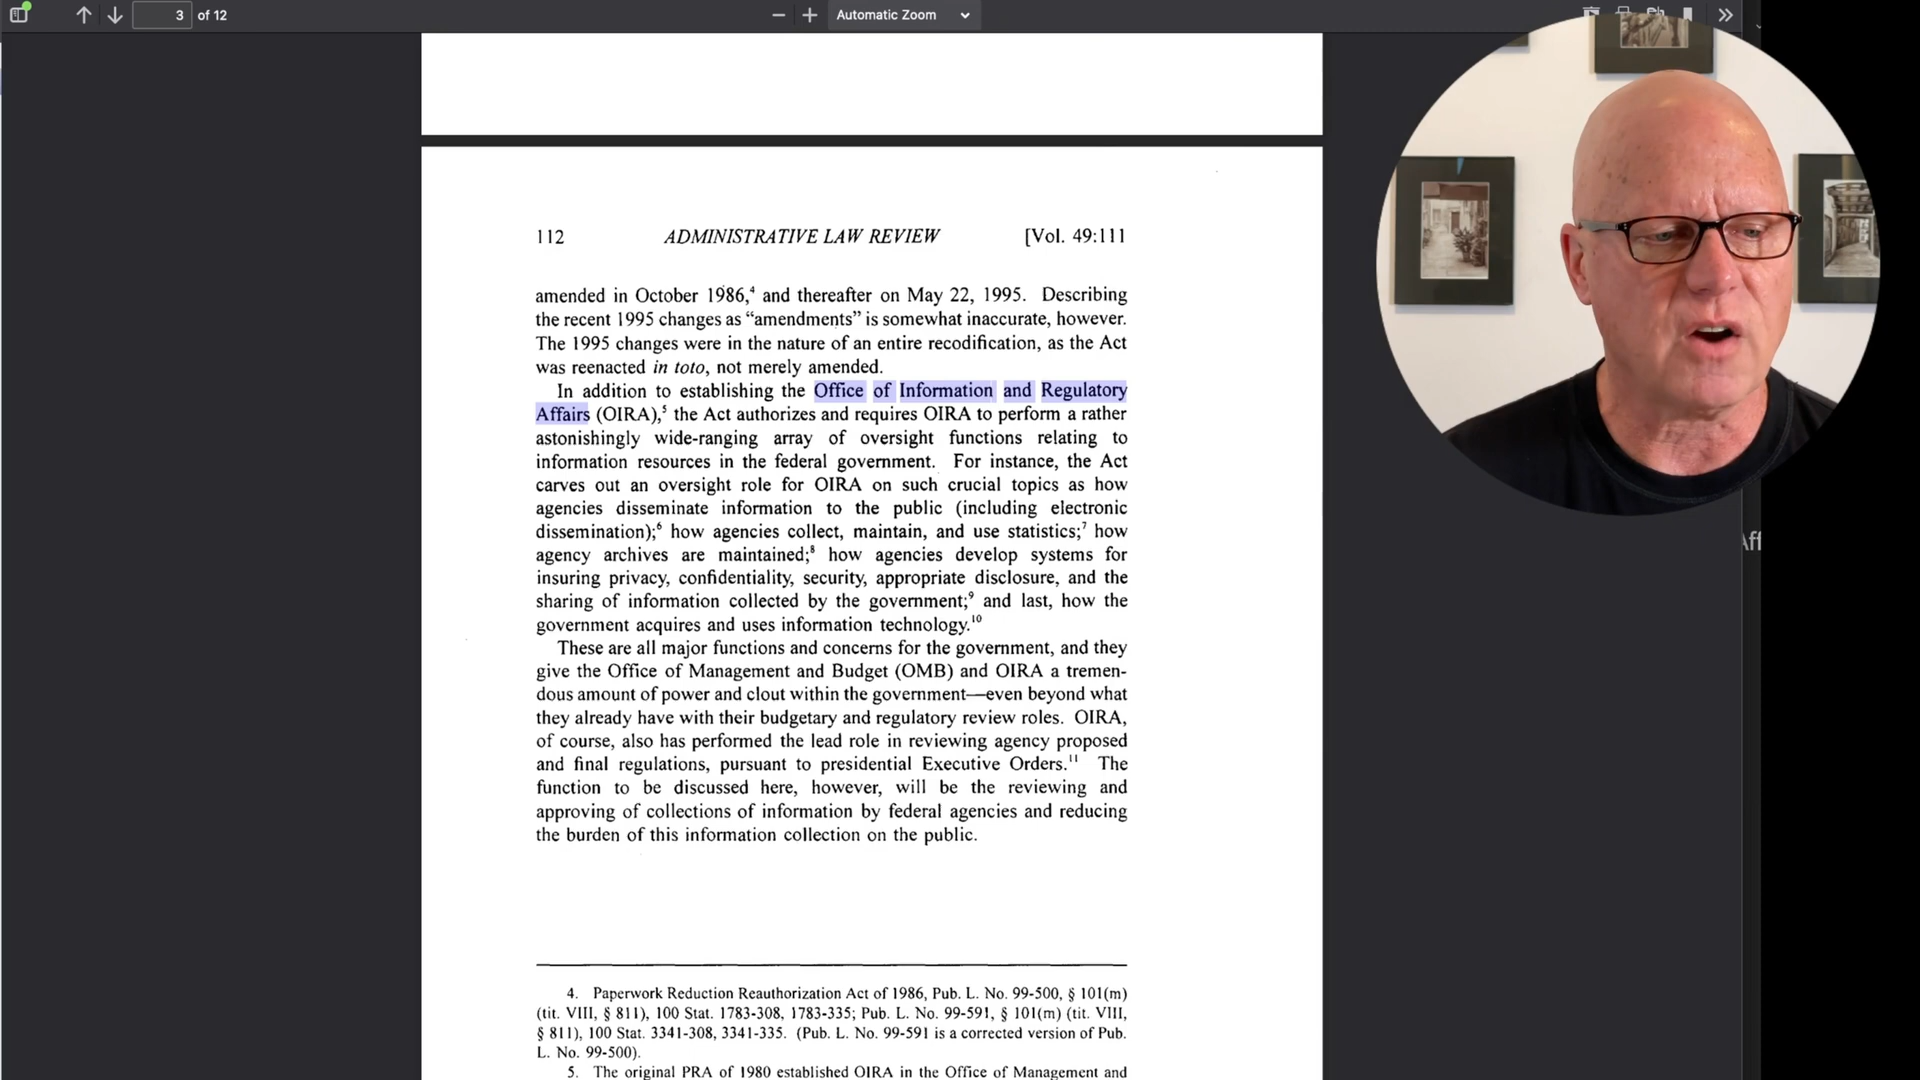 3 of 12
Automatic Zoom
112 ADMINISTRATIVE LAW REVIEW [Vol. 49:111
amended in October 1986,⁴ and thereafter on May 22, 1995. Describing
the recent 1995 changes as “amendments” is somewhat inaccurate, however.
The 1995 changes were in the nature of an entire recodification, as the Act
was reenacted in toto, not merely amended.
In addition to establishing the Office of Information and Regulatory
Affairs (OIRA),⁵ the Act authorizes and requires OIRA to perform a rather
astonishingly wide-ranging array of oversight functions relating to
information resources in the federal government. For instance, the Act
carves out an oversight role for OIRA on such crucial topics as how
agencies disseminate information to the public (including electronic
dissemination);⁶ how agencies collect, maintain, and use statistics;⁷ how
agency archives are maintained;⁸ how agencies develop systems for
insuring privacy, confidentiality, security, appropriate disclosure, and the
sharing of information collected by the government;⁹ and last, how the
government acquires and uses information technology.¹⁰
These are all major functions and concerns for the government, and they
give the Office of Management and Budget (OMB) and OIRA a tremen-
dous amount of power and clout within the government—even beyond what
they already have with their budgetary and regulatory review roles. OIRA,
of course, also has performed the lead role in reviewing agency proposed
and final regulations, pursuant to presidential Executive Orders.¹¹ The
function to be discussed here, however, will be the reviewing and
approving of collections of information by federal agencies and reducing
the burden of this information collection on the public.
4. Paperwork Reduction Reauthorization Act of 1986, Pub. L. No. 99-500, § 101(m)
(tit. VIII, § 811), 100 Stat. 1783-308, 1783-335; Pub. L. No. 99-591, § 101(m) (tit. VIII,
§ 811), 100 Stat. 3341-308, 3341-335. (Pub. L. No. 99-591 is a corrected version of Pub.
L. No. 99-500).
5. The original PRA of 1980 established OIRA in the Office of Management and